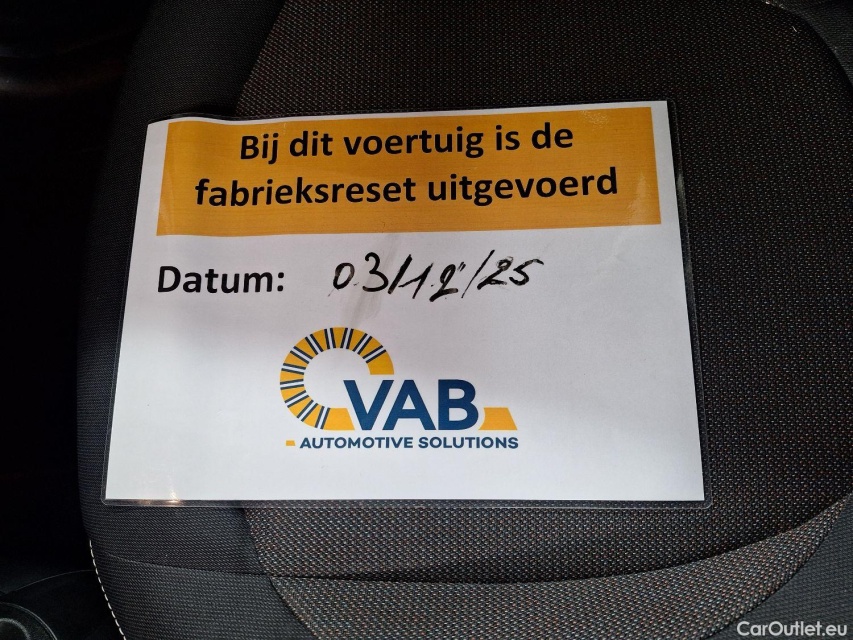 Bij dit voertuig is de
fabrieksreset uitgevoerd
Datum: 03/12/25
VAB
AUTOMOTIVE SOLUTIONS
CarOutlet.eu